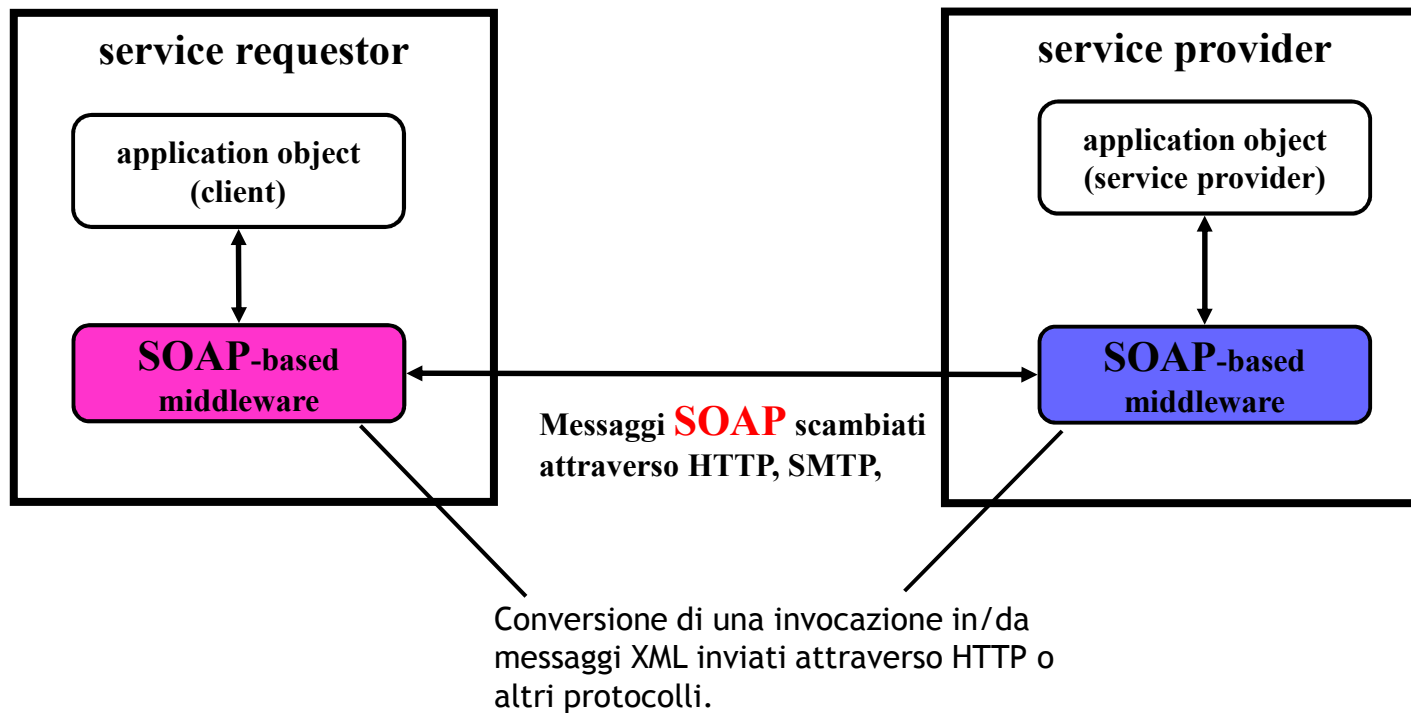 service requestor
application object
(client)
SOAP-based
middleware
service provider
application object
(service provider)
SOAP-based
middleware
Messaggi SOAP scambiati
attraverso HTTP, SMTP,
Conversione di una invocazione in/da
messaggi XML inviati attraverso HTTP o
altri protocolli.